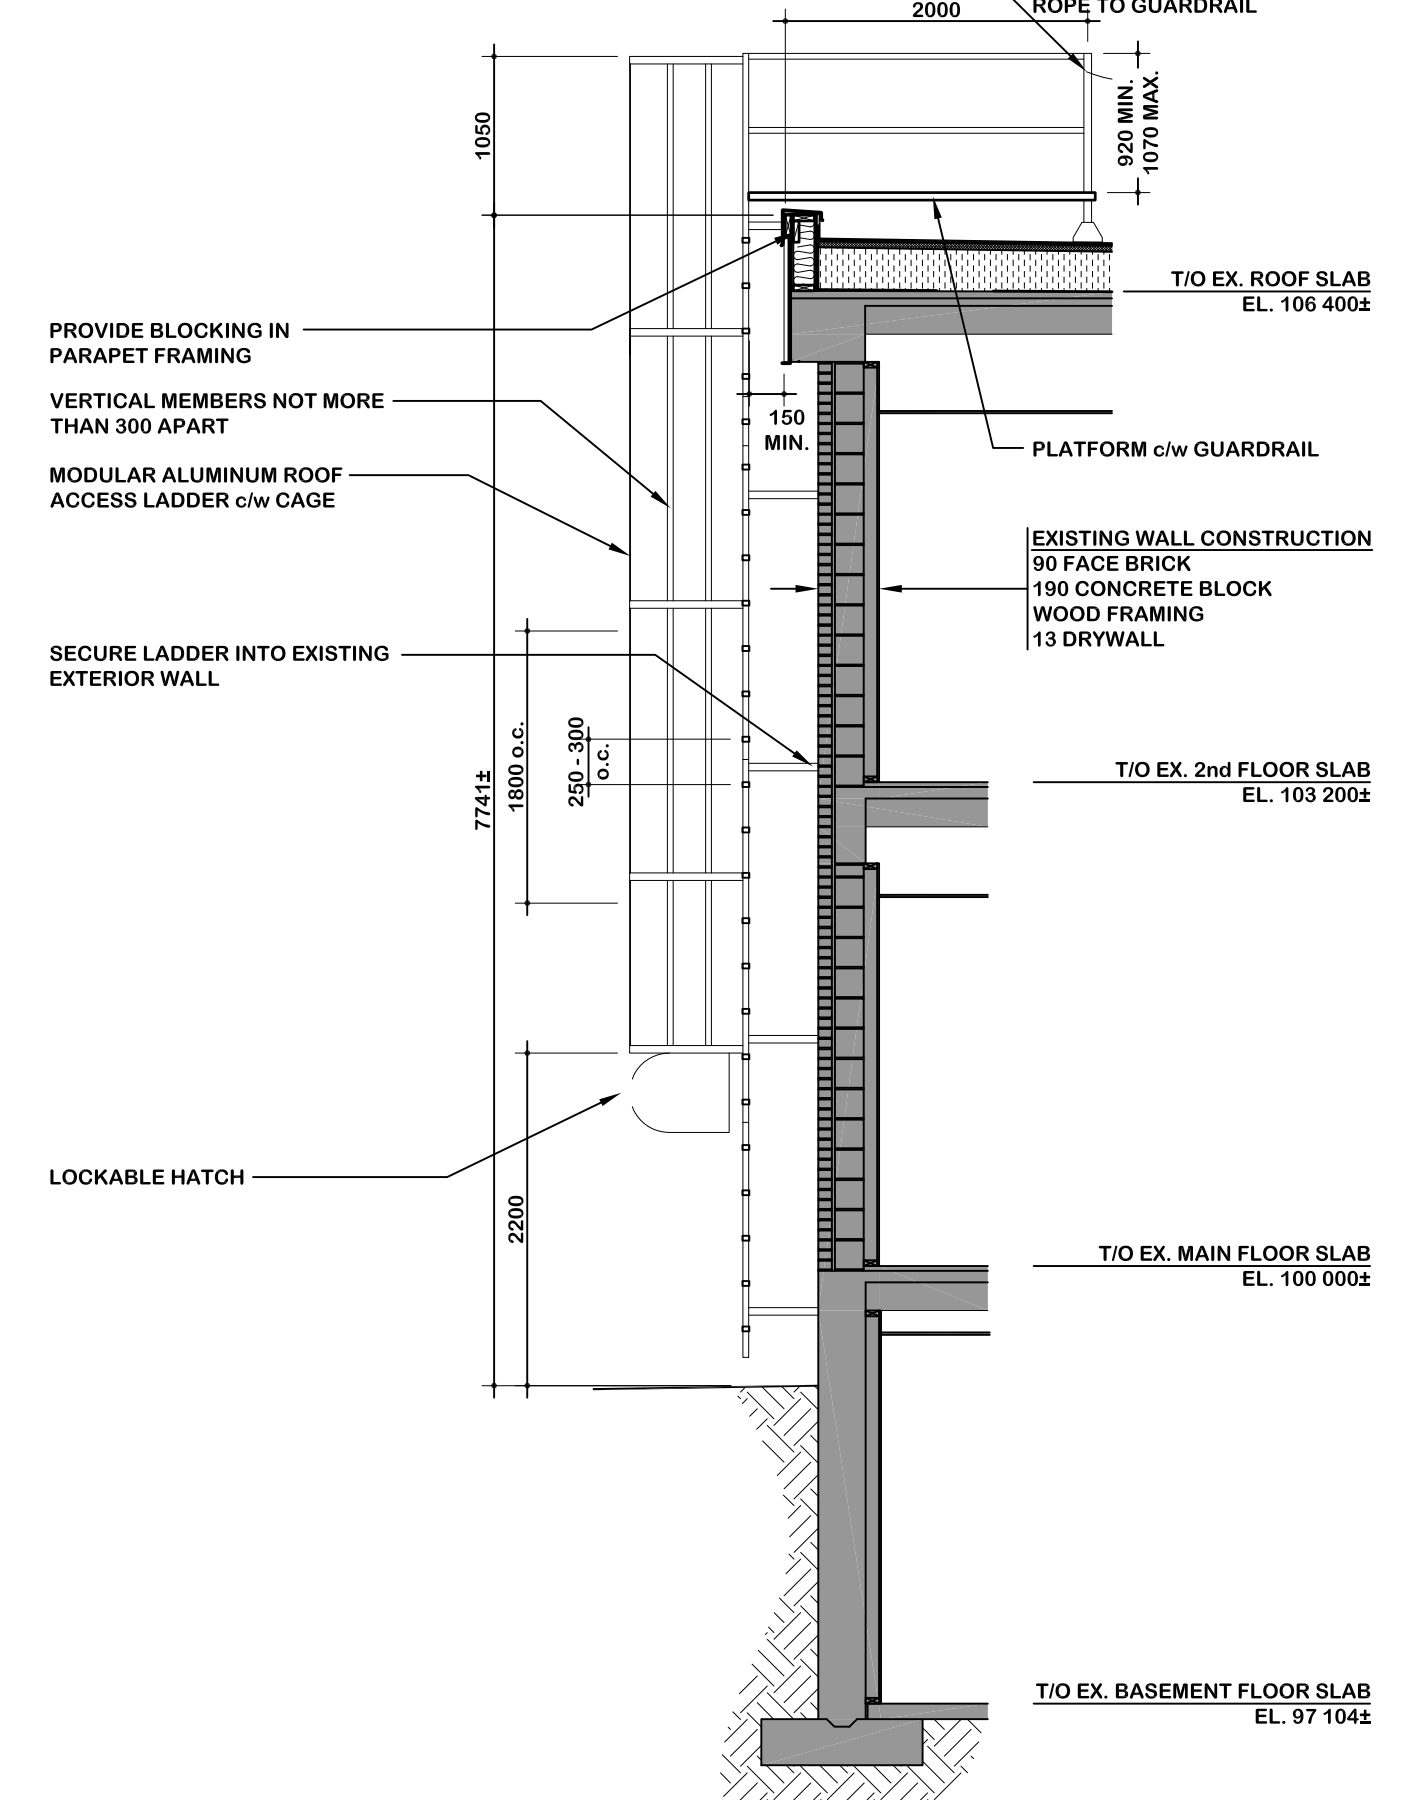 ROPE TO GUARDRAIL
2000
920 MIN.
1070 MAX.
1050
T/O EX. ROOF SLAB
EL. 106 400±
PROVIDE BLOCKING IN
PARAPET FRAMING
VERTICAL MEMBERS NOT MORE
THAN 300 APART
150
MIN.
PLATFORM c/w GUARDRAIL
MODULAR ALUMINUM ROOF
ACCESS LADDER c/w CAGE
EXISTING WALL CONSTRUCTION
90 FACE BRICK
190 CONCRETE BLOCK
WOOD FRAMING
13 DRYWALL
SECURE LADDER INTO EXISTING
EXTERIOR WALL
7741±
1800 o.c.
250 - 300
o.c.
T/O EX. 2nd FLOOR SLAB
EL. 103 200±
LOCKABLE HATCH
2200
T/O EX. MAIN FLOOR SLAB
EL. 100 000±
T/O EX. BASEMENT FLOOR SLAB
EL. 97 104±